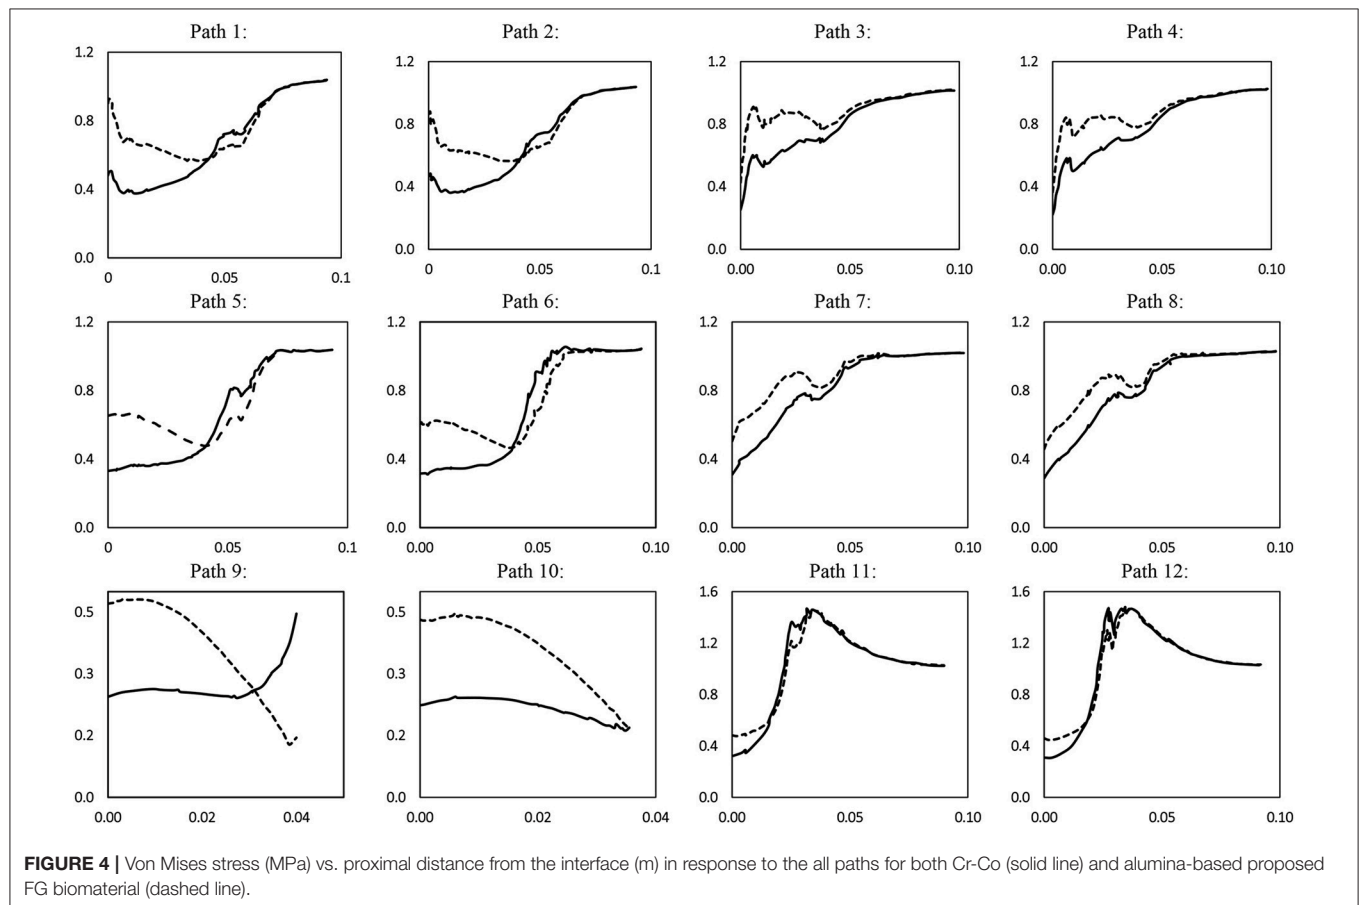 Path 1:
1.2
0.8
0.4
0.0
0 0.05 0.1
Path 2:
1.2
0.8
0.4
0.0
0 0.05 0.1
Path 3:
1.2
0.8
0.4
0.0
0.00 0.05 0.10
Path 4:
1.2
0.8
0.4
0.0
0.00 0.05 0.10
Path 5:
1.2
0.8
0.4
0.0
0 0.05 0.1
Path 6:
1.2
0.8
0.4
0.0
0.00 0.05 0.10
Path 7:
1.2
0.8
0.4
0.0
0.00 0.05 0.10
Path 8:
1.2
0.8
0.4
0.0
0.00 0.05 0.10
Path 9:
0.5
0.3
0.2
0.0
0.00 0.02 0.04
Path 10:
0.5
0.3
0.2
0.0
0.00 0.02 0.04
Path 11:
1.6
1.2
0.8
0.4
0.0
0.00 0.05 0.10
Path 12:
1.6
1.2
0.8
0.4
0.0
0.00 0.05 0.10
FIGURE 4 | Von Mises stress (MPa) vs. proximal distance from the interface (m) in response to the all paths for both Cr-Co (solid line) and alumina-based proposed
FG biomaterial (dashed line).